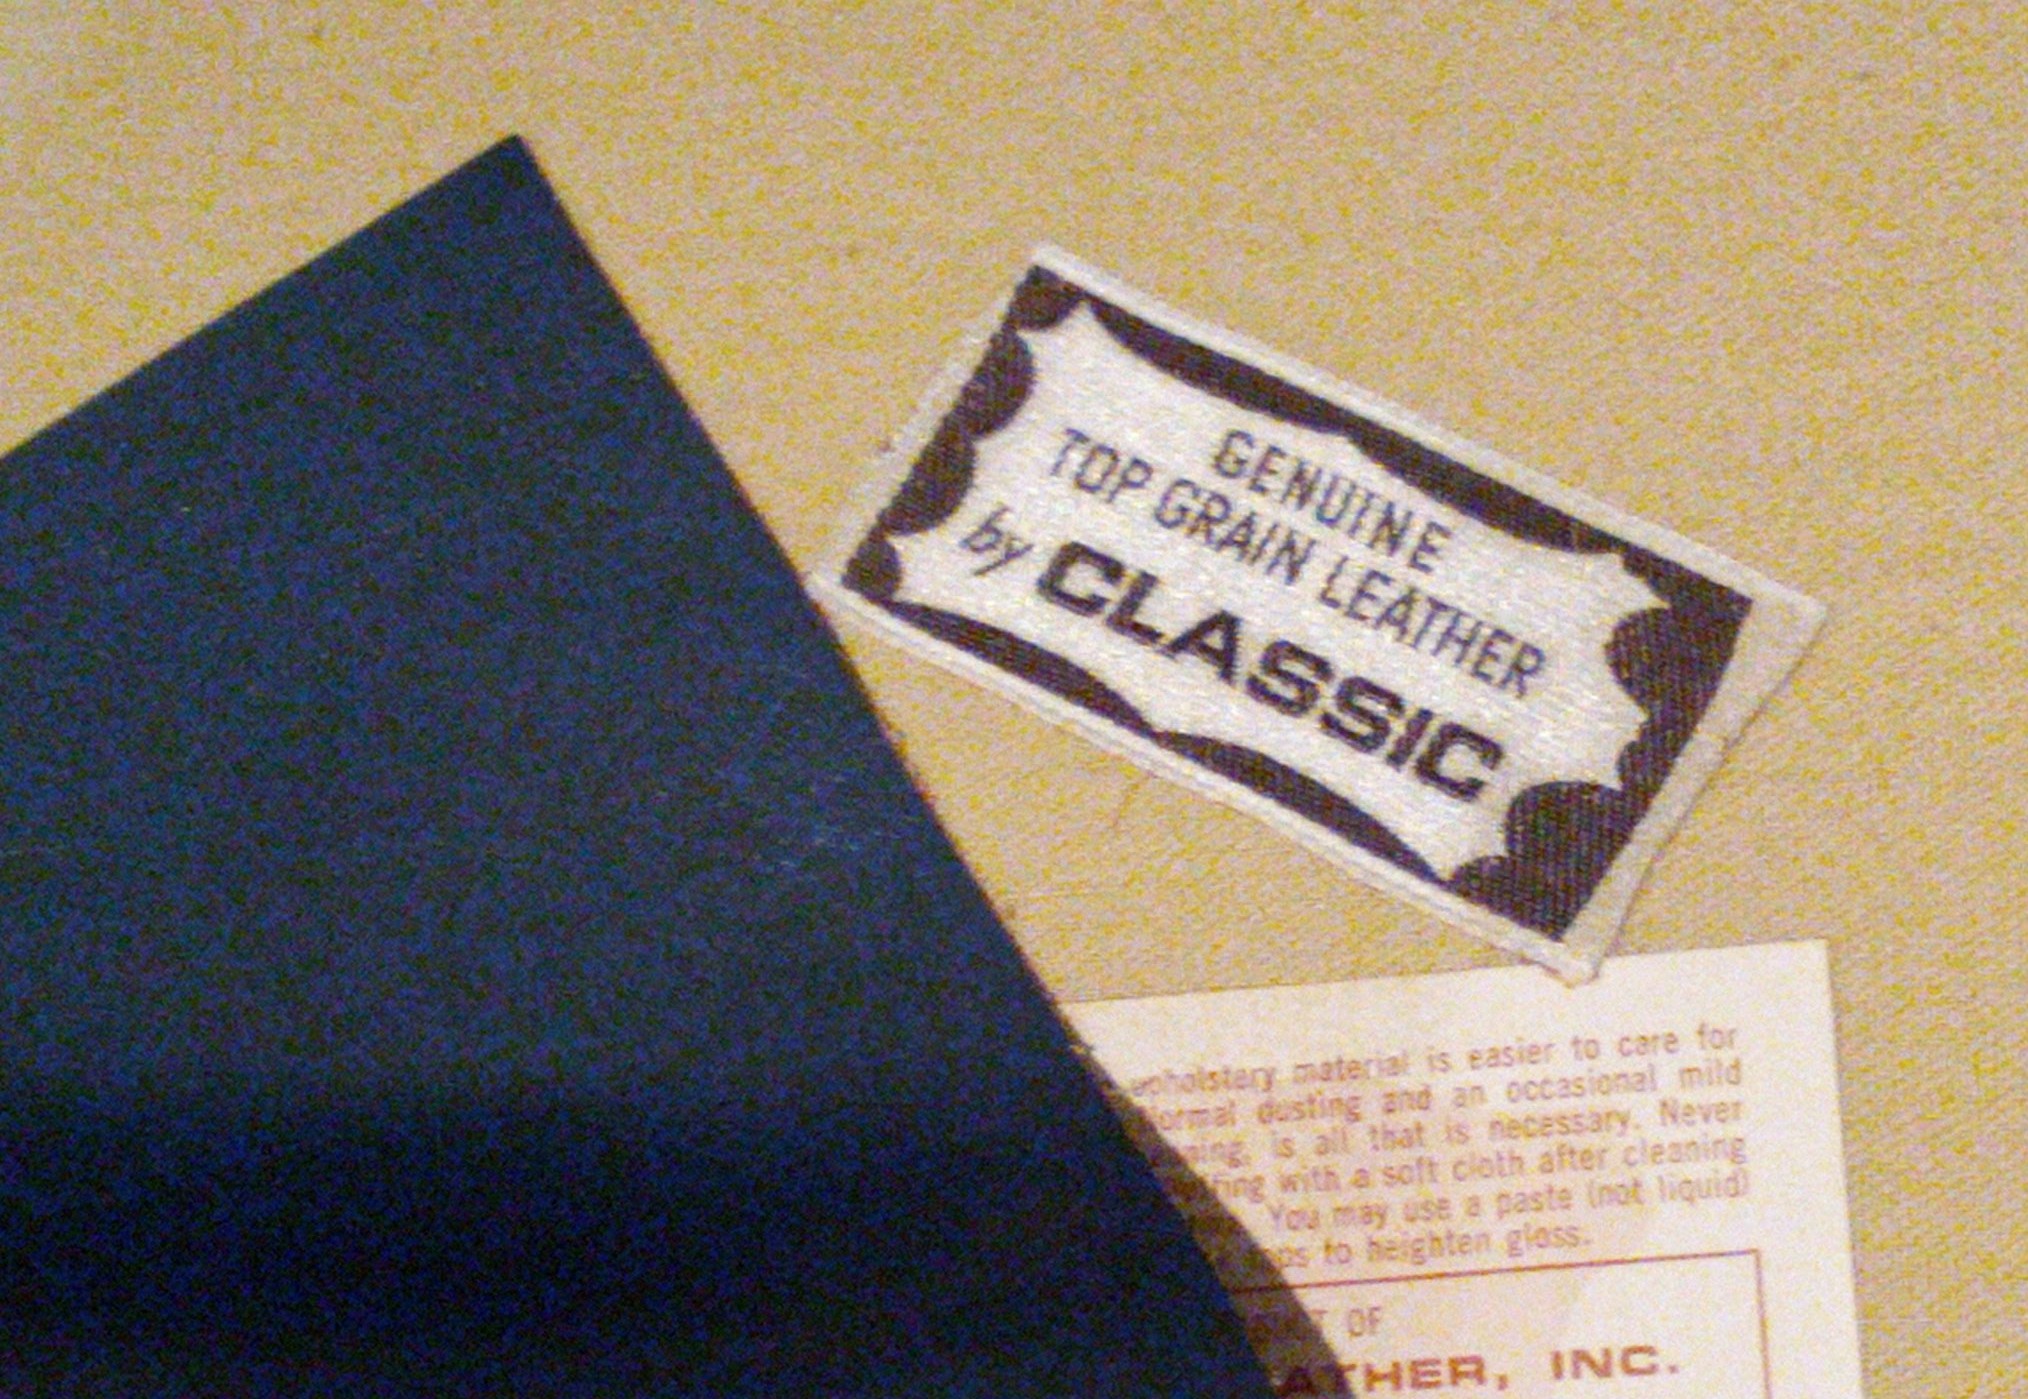 GENUINE
TOP GRAIN LEATHER
by CLASSIC
upholstery material is easier to care for
normal dusting and an occasional mild
is all that is necessary. Never
with a soft cloth after cleaning
You may use a paste (not liquid)
to heighten gloss.
OF
ATHER, INC.